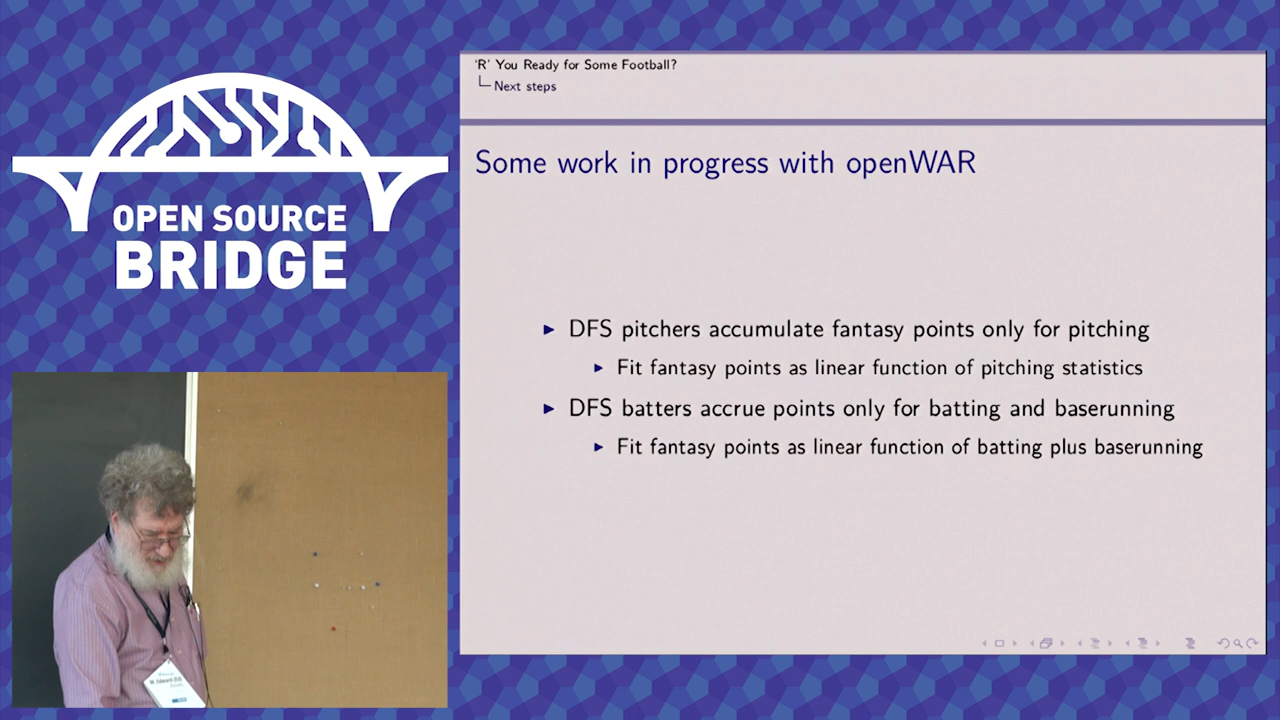 OPEN SOURCE
BRIDGE
'R' You Ready for Some Football?
Next steps
Some work in progress with openWAR
DFS pitchers accumulate fantasy points only for pitching
Fit fantasy points as linear function of pitching statistics
DFS batters accrue points only for batting and baserunning
Fit fantasy points as linear function of batting plus baserunning
M. Edward (Ed)